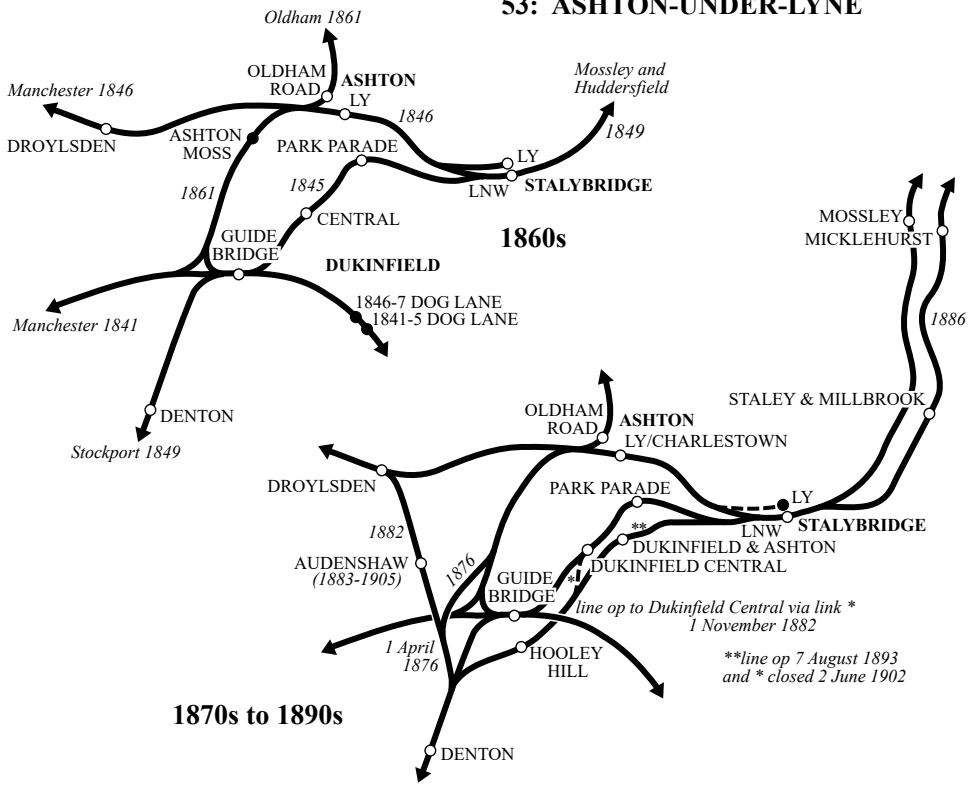 53: ASHTON-UNDER-LYNE
Oldham 1861
OLDHAM
ROAD
ASHTON
LY
Manchester 1846
DROYLSDEN
ASHTON
MOSS
1846
Mossley and
Huddersfield
1849
PARK PARADE
LY
LNW
STALYBRIDGE
1861
1845
CENTRAL
GUIDE
BRIDGE
1860s
DUKINFIELD
1846-7 DOG LANE
1841-5 DOG LANE
Manchester 1841
DENTON
Stockport 1849
MOSSLEY
MICKLEHURST
1886
STALEY & MILLBROOK
OLDHAM
ROAD
ASHTON
LY/CHARLESTOWN
DROYLSDEN
PARK PARADE
LY
LNW
STALYBRIDGE
**
DUKINFIELD & ASHTON
DUKINFIELD CENTRAL
1882
AUDENSHAW
(1883-1905)
1876
GUIDE
BRIDGE
*
line op to Dukinfield Central via link *
1 November 1882
1 April
1876
HOOLEY
HILL
**line op 7 August 1893
and * closed 2 June 1902
1870s to 1890s
DENTON